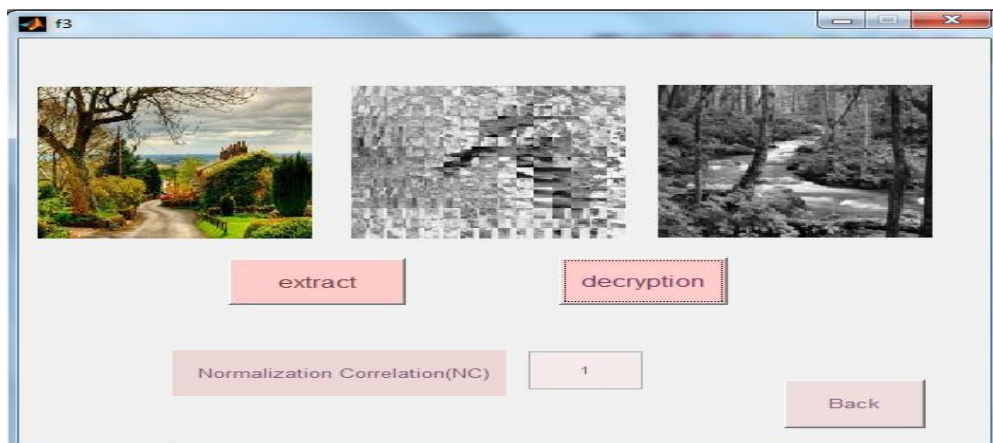 f3
extract
decryption
Normalization Correlation(NC)
1
Back